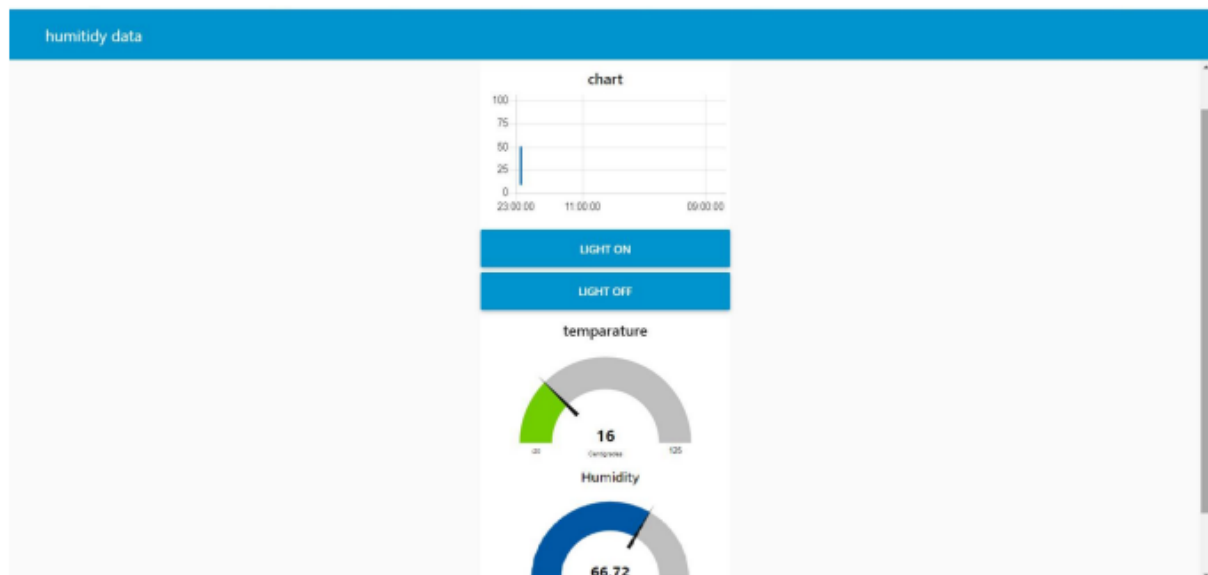 humitidy data
chart
100
75
50
25
0
23:00:00 11:00:00 09:00:00
LIGHT ON
LIGHT OFF
temparature
16
Centigrades
125
Humidity
66.72